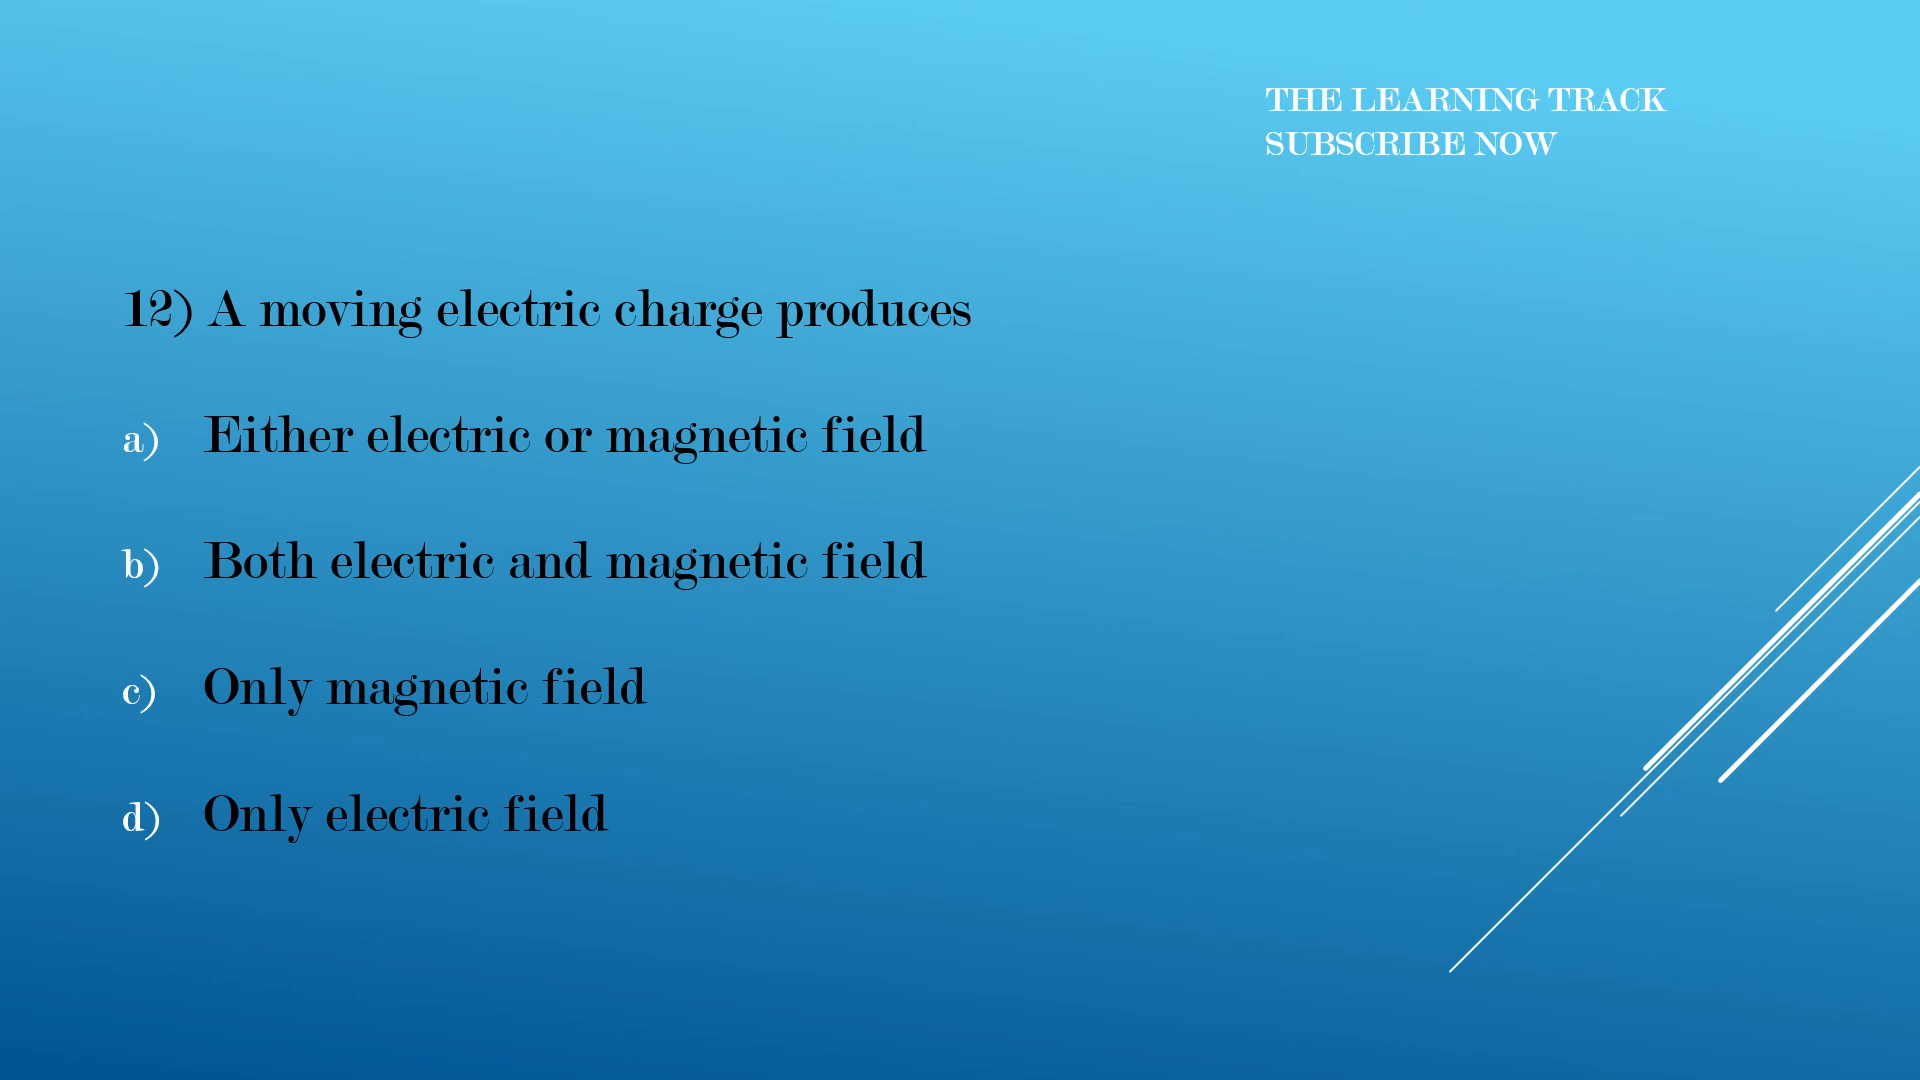 THE LEARNING TRACK
SUBSCRIBE NOW
12) A moving electric charge produces
a) Either electric or magnetic field
b) Both electric and magnetic field
c) Only magnetic field
d) Only electric field